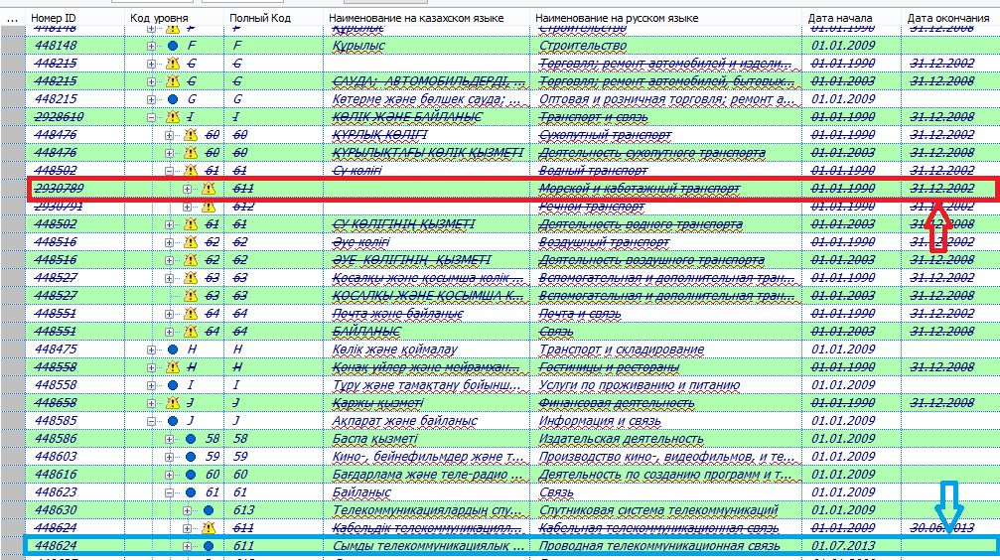 ... Номер ID Код уровня Полный Код Наименование на казахском языке Наименование на русском языке Дата начала Дата окончания
448148 F F Құрылыс Строительство 01.01.1990 31.12.2008
448148 F F Құрылыс Строительство 01.01.2009
448215 G G Торговля; ремонт автомобилей и издели... 01.01.1990 31.12.2002
448215 G G САУДА; АВТОМОБИЛЬДЕРДІ, ... Торговля; ремонт автомобилей, бытовых... 01.01.2003 31.12.2008
448215 G G Көтерме және бөлшек сауда; ... Оптовая и розничная торговля; ремонт а... 01.01.2009
2928610 I I КӨЛІК ЖӘНЕ БАЙЛАНЫС Транспорт и связь 01.01.1990 31.12.2008
448476 60 60 ҚҰРЛЫҚ КӨЛІГІ Сухопутный транспорт 01.01.1990 31.12.2002
448476 60 60 ҚҰРЫЛЫҚТАҒЫ КӨЛІК ҚЫЗМЕТІ Деятельность сухопутного транспорта 01.01.2003 31.12.2008
448502 61 61 Су көлігі Водный транспорт 01.01.1990 31.12.2002
2930789 611 Морской и каботажный транспорт 01.01.1990 31.12.2002
2930791 612 Речной транспорт 01.01.1990 31.12.2002
448502 61 61 СУ КӨЛІГІНІҢ ҚЫЗМЕТІ Деятельность водного транспорта 01.01.2003 31.12.2008
448516 62 62 Әуе көлігі Воздушный транспорт 01.01.1990 31.12.2002
448516 62 62 ӘУЕ КӨЛІГІНІҢ ҚЫЗМЕТІ Деятельность воздушного транспорта 01.01.2003 31.12.2008
448527 63 63 Қосалқы және қосымша көлік ... Вспомогательная и дополнительная тран... 01.01.1990 31.12.2002
448527 63 63 ҚОСАЛҚЫ ЖӘНЕ ҚОСЫМША К... Вспомогательная и дополнительная тран... 01.01.2003 31.12.2008
448551 64 64 Почта және байланыс Почта и связь 01.01.1990 31.12.2002
448551 64 64 БАЙЛАНЫС Связь 01.01.2003 31.12.2008
448475 H H Көлік және қоймалау Транспорт и складирование 01.01.2009
448558 H H Қонақ үйлер және мейрамхан... Гостиницы и рестораны 01.01.1990 31.12.2008
448558 I I Тұру және тамақтану бойынш... Услуги по проживанию и питанию 01.01.2009
448658 J J Қаржы қызметі Финансовая деятельность 01.01.1990 31.12.2008
448585 J J Ақпарат және байланыс Информация и связь 01.01.2009
448586 58 58 Баспа қызметі Издательская деятельность 01.01.2009
448603 59 59 Кино-, бейнефильмдер және т... Производство кино-, видеофильмов, и те... 01.01.2009
448616 60 60 Бағдарлама және теле-радио ... Деятельность по созданию программ и т... 01.01.2009
448623 61 61 Байланыс Связь 01.01.2009
448630 613 Телекоммуникациялардың спу... Спутниковая система телекоммуникаций 01.01.2009
448624 611 Кабельдік телекоммуникациял... Кабельная телекоммуникационная связь 01.01.2009 30.06.2013
448624 611 Сымды телекоммуникациялық ... Проводная телекоммуникационная связь 01.07.2013